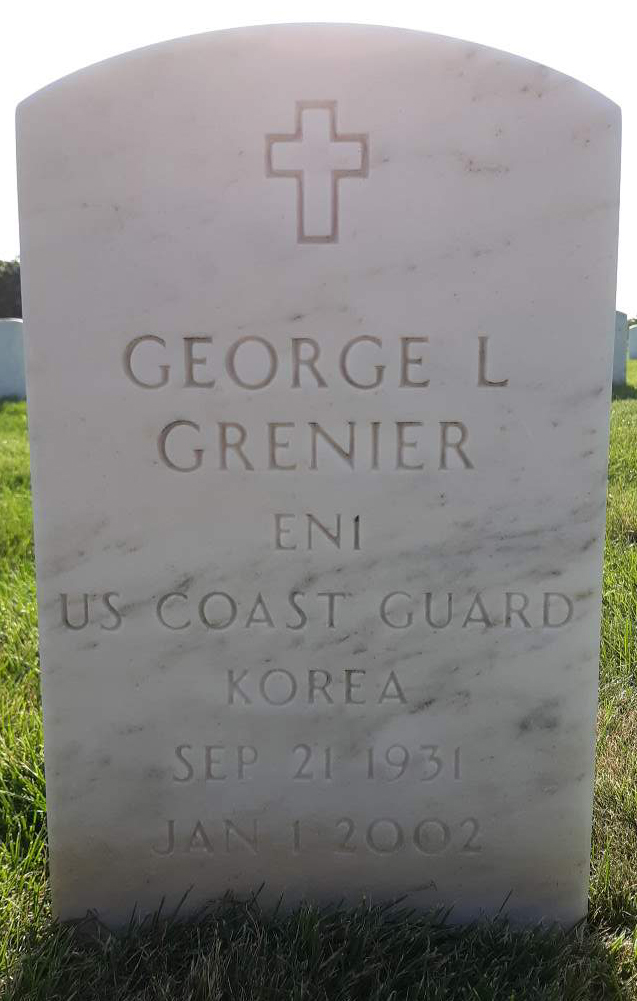 GEORGE L
GRENIER
EN1
US COAST GUARD
KOREA
SEP 21 1931
JAN 1 2002